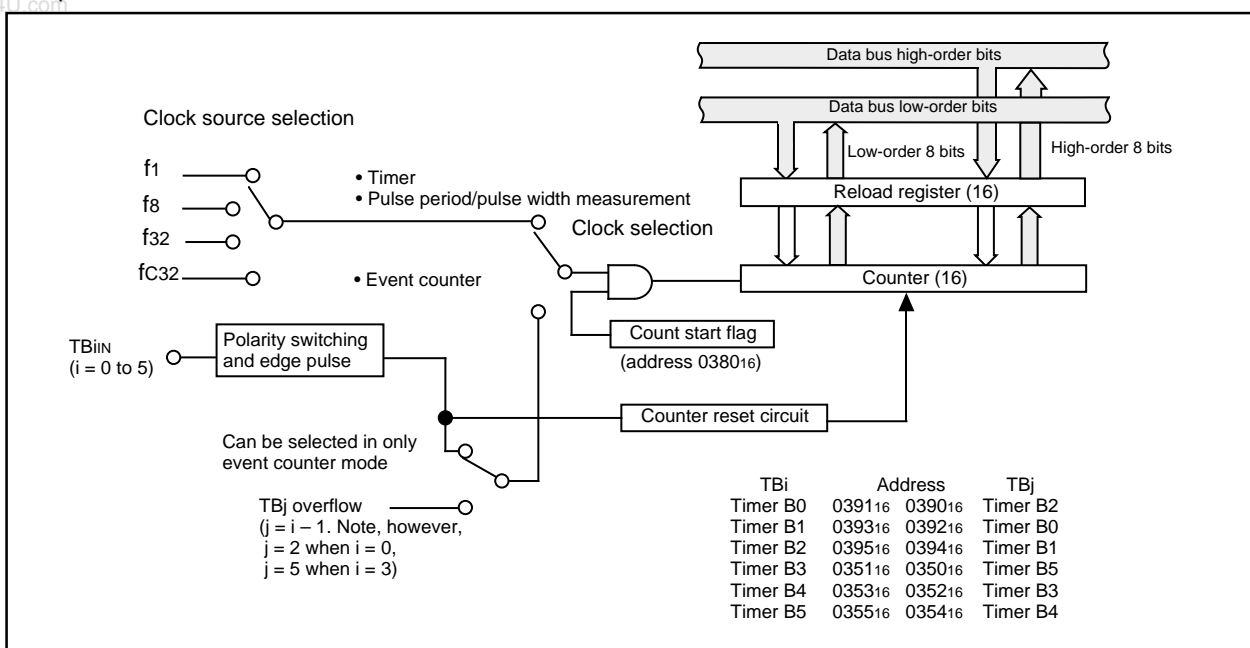 4U.com
Data bus high-order bits
Data bus low-order bits
Clock source selection
Low-order 8 bits
High-order 8 bits
f1
• Timer
• Pulse period/pulse width measurement
Reload register (16)
f8
Clock selection
f32
fC32
• Event counter
Counter (16)
Count start flag
(address 038016)
TBiIN
(i = 0 to 5)
Polarity switching
and edge pulse
Counter reset circuit
Can be selected in only
event counter mode
TBj overflow
(j = i – 1. Note, however,
j = 2 when i = 0,
j = 5 when i = 3)
TBi Address TBj
Timer B0 039116 039016 Timer B2
Timer B1 039316 039216 Timer B0
Timer B2 039516 039416 Timer B1
Timer B3 035116 035016 Timer B5
Timer B4 035316 035216 Timer B3
Timer B5 035516 035416 Timer B4